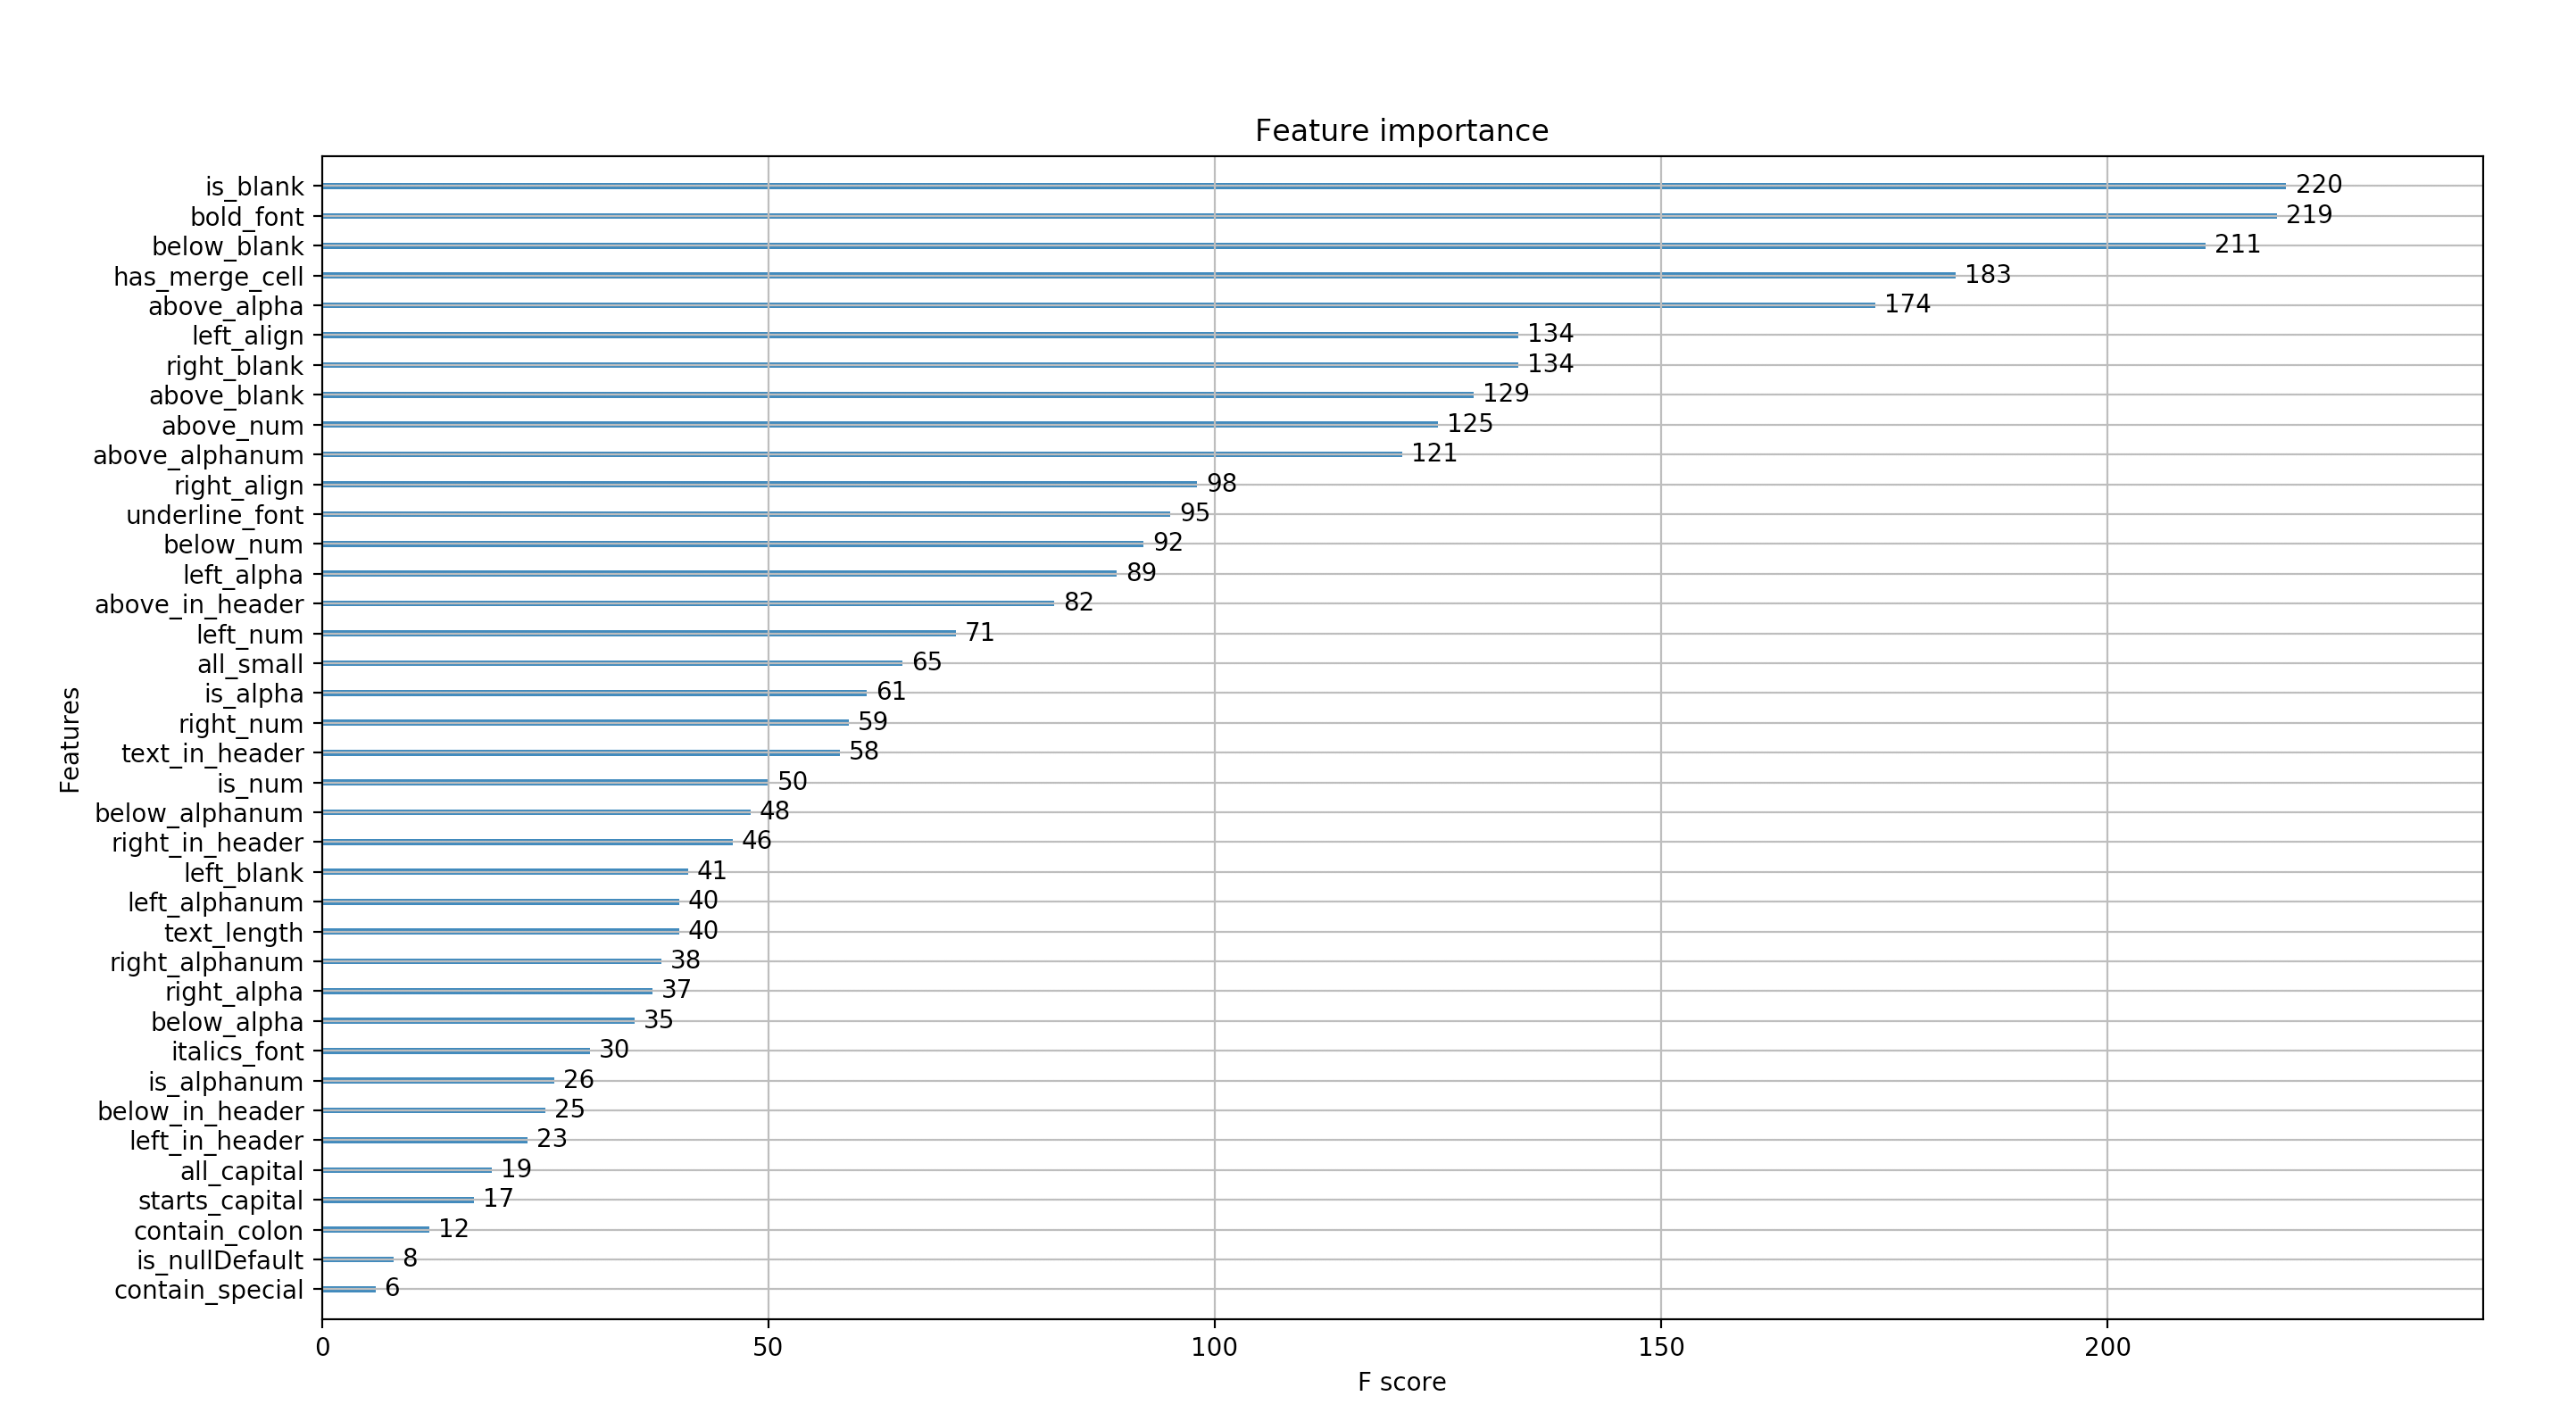 Feature importance
is_blank 220
bold_font 219
below_blank 211
has_merge_cell 183
above_alpha 174
left_align 134
right_blank 134
above_blank 129
above_num 125
above_alphanum 121
right_align 98
underline_font 95
below_num 92
left_alpha 89
above_in_header 82
left_num 71
all_small 65
is_alpha 61
right_num 59
text_in_header 58
is_num 50
below_alphanum 48
right_in_header 46
left_blank 41
left_alphanum 40
text_length 40
right_alphanum 38
right_alpha 37
below_alpha 35
italics_font 30
is_alphanum 26
below_in_header 25
left_in_header 23
all_capital 19
starts_capital 17
contain_colon 12
is_nullDefault 8
contain_special 6
Features
0 50 100 150 200
F score